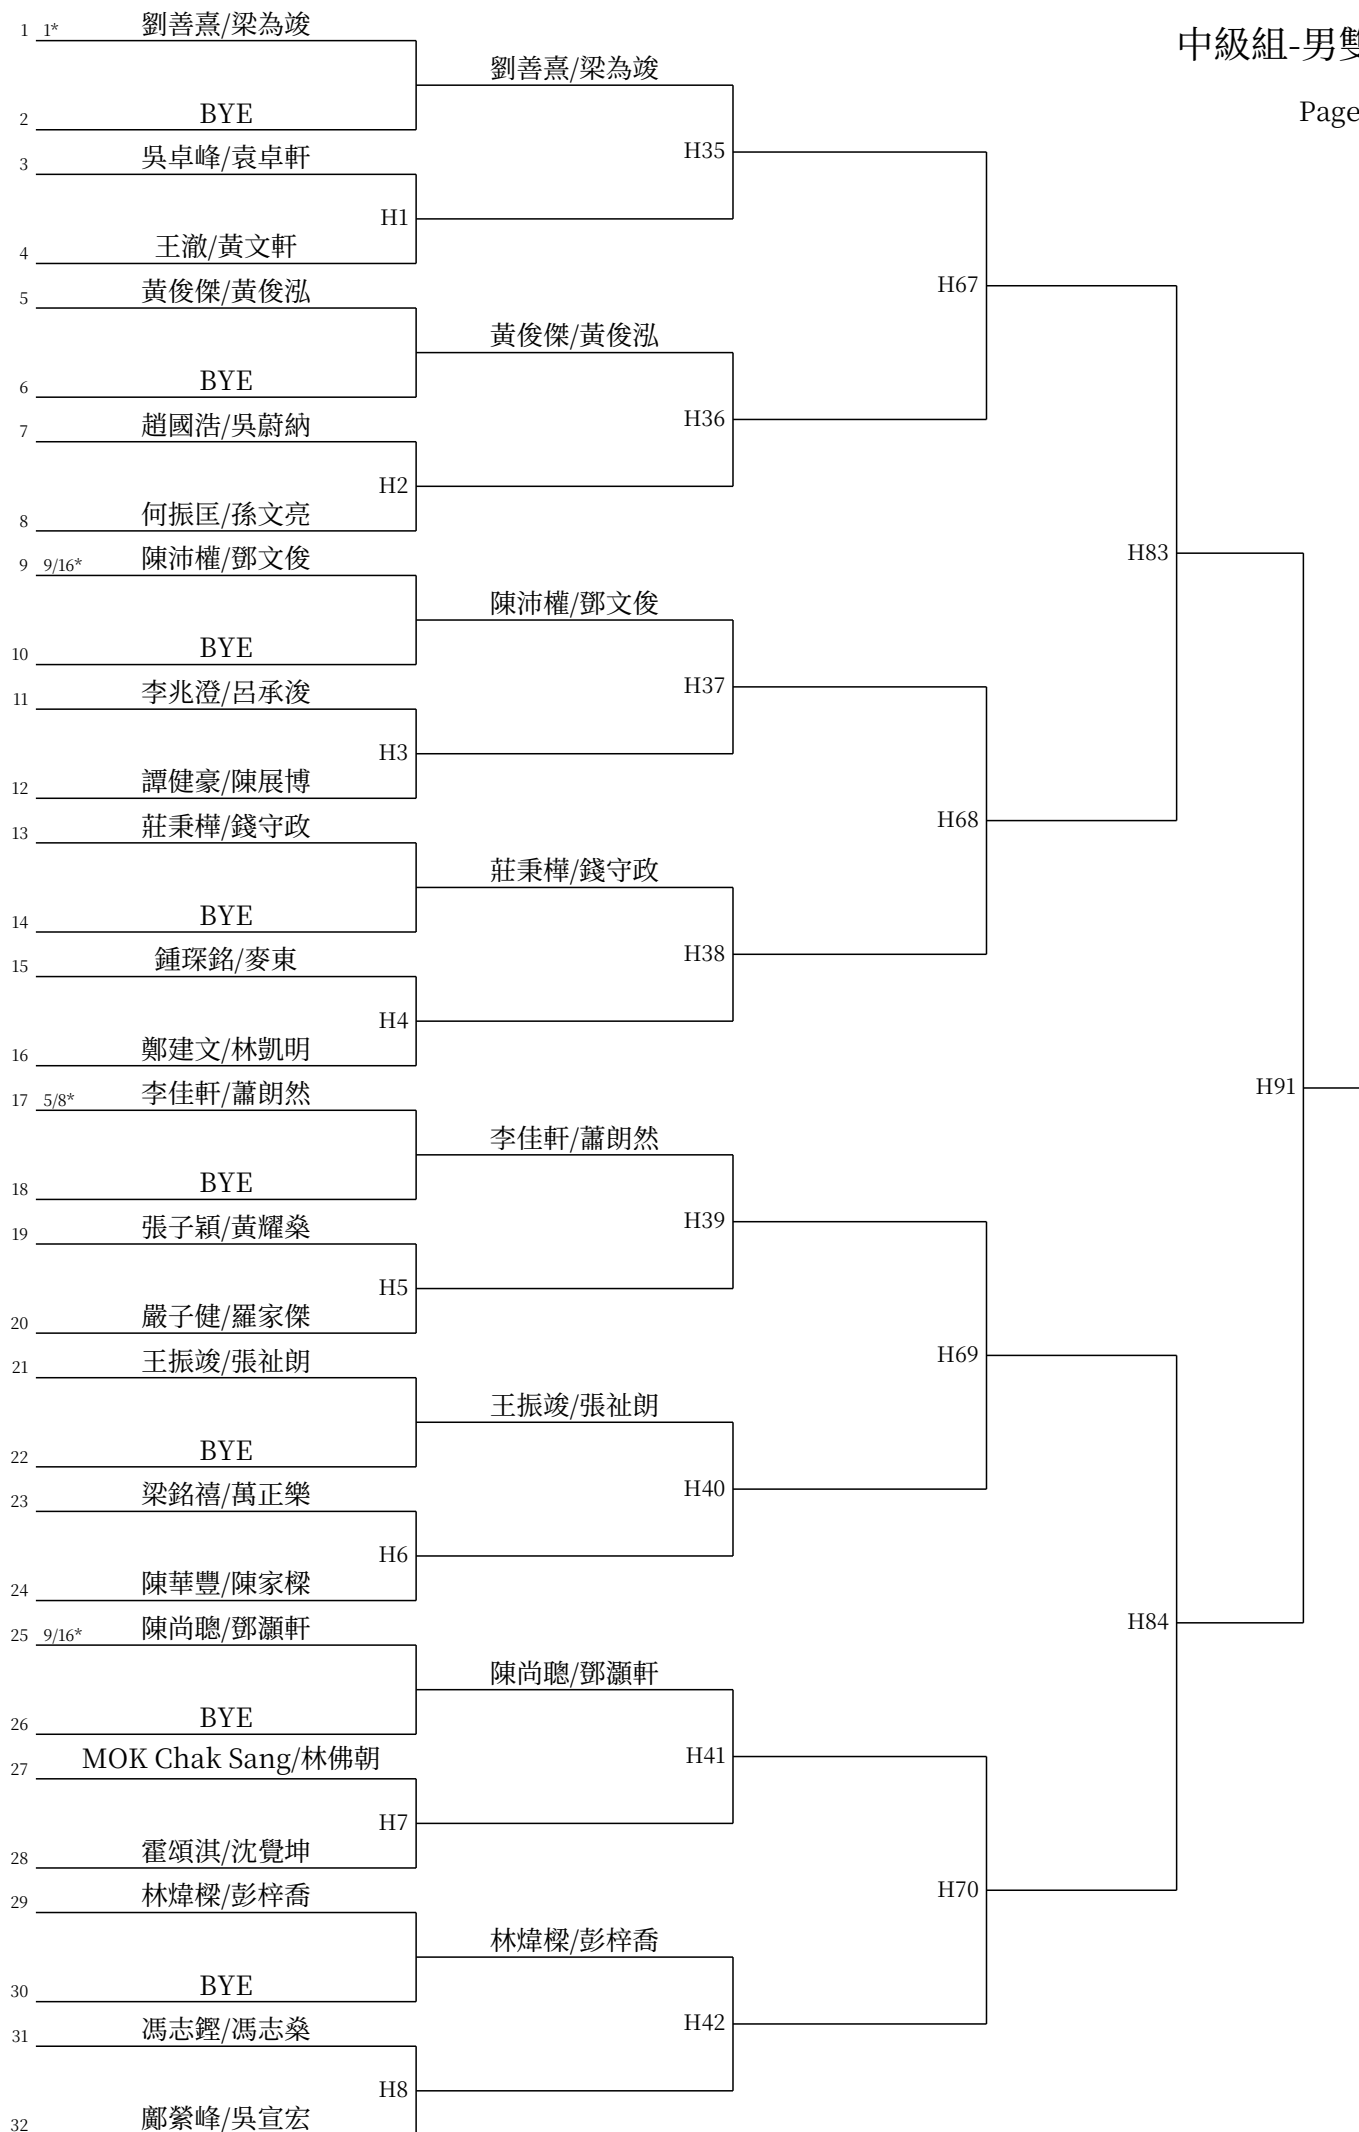 中級組-男雙
Page
1 1* 劉善熹/梁為竣
劉善熹/梁為竣
2 BYE
3 吳卓峰/袁卓軒
H35
H1
4 王澈/黃文軒
5 黃俊傑/黃俊泓
H67
黃俊傑/黃俊泓
6 BYE
7 趙國浩/吳蔚納
H36
H2
8 何振匡/孫文亮
9 9/16* 陳沛權/鄧文俊
H83
陳沛權/鄧文俊
10 BYE
11 李兆澄/呂承浚
H37
H3
12 譚健豪/陳展博
13 莊秉樺/錢守政
H68
莊秉樺/錢守政
14 BYE
15 鍾琛銘/麥東
H38
H4
16 鄭建文/林凱明
17 5/8* 李佳軒/蕭朗然
H91
李佳軒/蕭朗然
18 BYE
19 張子穎/黃耀燊
H39
H5
20 嚴子健/羅家傑
21 王振竣/張祉朗
H69
王振竣/張祉朗
22 BYE
23 梁銘禧/萬正樂
H40
H6
24 陳華豐/陳家樑
25 9/16* 陳尚聰/鄧灝軒
H84
陳尚聰/鄧灝軒
26 BYE
27 MOK Chak Sang/林佛朝
H41
H7
28 霍頌淇/沈覺坤
29 林煒樑/彭梓喬
H70
林煒樑/彭梓喬
30 BYE
31 馮志鏗/馮志燊
H42
H8
32 鄺縈峰/吳宣宏